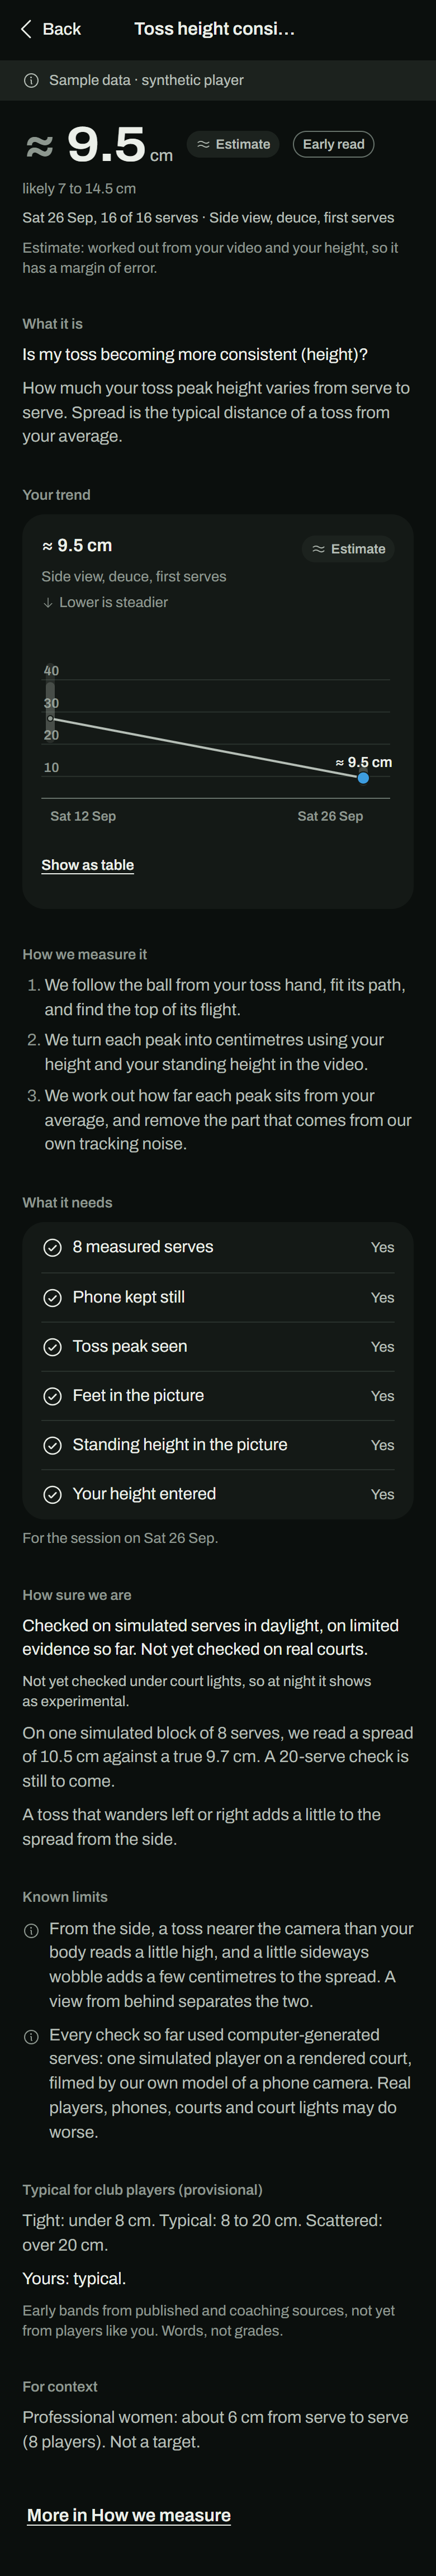 Back
Toss height consi...
Sample data · synthetic player
≈ 9.5 cm
≈ Estimate
Early read
likely 7 to 14.5 cm
Sat 26 Sep, 16 of 16 serves · Side view, deuce, first serves
Estimate: worked out from your video and your height, so it
has a margin of error.
What it is
Is my toss becoming more consistent (height)?
How much your toss peak height varies from serve to
serve. Spread is the typical distance of a toss from
your average.
Your trend
≈ 9.5 cm
≈ Estimate
Side view, deuce, first serves
↓ Lower is steadier
40
30
20
10
≈ 9.5 cm
Sat 12 Sep
Sat 26 Sep
Show as table
How we measure it
1. We follow the ball from your toss hand, fit its path,
and find the top of its flight.
2. We turn each peak into centimetres using your
height and your standing height in the video.
3. We work out how far each peak sits from your
average, and remove the part that comes from our
own tracking noise.
What it needs
8 measured serves Yes
Phone kept still Yes
Toss peak seen Yes
Feet in the picture Yes
Standing height in the picture Yes
Your height entered Yes
For the session on Sat 26 Sep.
How sure we are
Checked on simulated serves in daylight, on limited
evidence so far. Not yet checked on real courts.
Not yet checked under court lights, so at night it shows
as experimental.
On one simulated block of 8 serves, we read a spread
of 10.5 cm against a true 9.7 cm. A 20-serve check is
still to come.
A toss that wanders left or right adds a little to the
spread from the side.
Known limits
From the side, a toss nearer the camera than your
body reads a little high, and a little sideways
wobble adds a few centimetres to the spread. A
view from behind separates the two.
Every check so far used computer-generated
serves: one simulated player on a rendered court,
filmed by our own model of a phone camera. Real
players, phones, courts and court lights may do
worse.
Typical for club players (provisional)
Tight: under 8 cm. Typical: 8 to 20 cm. Scattered:
over 20 cm.
Yours: typical.
Early bands from published and coaching sources, not yet
from players like you. Words, not grades.
For context
Professional women: about 6 cm from serve to serve
(8 players). Not a target.
More in How we measure